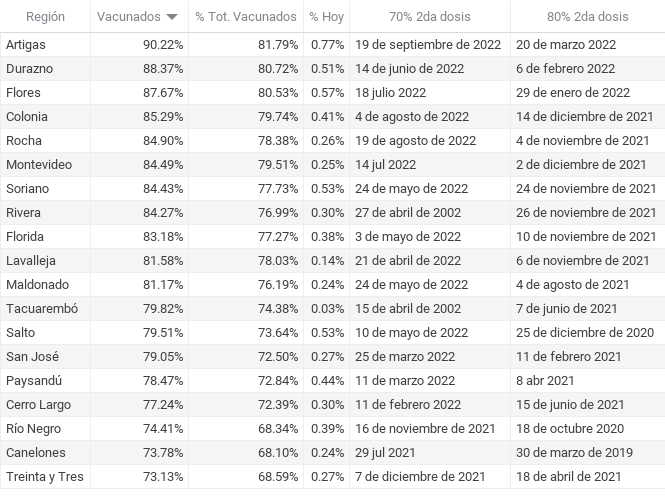 Región Vacunados % Tot. Vacunados % Hoy 70% 2da dosis 80% 2da dosis
Artigas 90.22% 81.79% 0.77% 19 de septiembre de 2022 20 de marzo 2022
Durazno 88.37% 80.72% 0.51% 14 de junio de 2022 6 de febrero 2022
Flores 87.67% 80.53% 0.57% 18 julio 2022 29 de enero de 2022
Colonia 85.29% 79.74% 0.41% 4 de agosto de 2022 14 de diciembre de 2021
Rocha 84.90% 78.38% 0.26% 19 de agosto de 2022 4 de noviembre de 2021
Montevideo 84.49% 79.51% 0.25% 14 jul 2022 2 de diciembre de 2021
Soriano 84.43% 77.73% 0.53% 24 de mayo de 2022 24 de noviembre de 2021
Rivera 84.27% 76.99% 0.30% 27 de abril de 2002 26 de noviembre de 2021
Florida 83.18% 77.27% 0.38% 3 de mayo de 2022 10 de noviembre de 2021
Lavalleja 81.58% 78.03% 0.14% 21 de abril de 2022 6 de noviembre de 2021
Maldonado 81.17% 76.19% 0.24% 24 de mayo de 2022 4 de agosto de 2021
Tacuarembó 79.82% 74.38% 0.03% 15 de abril de 2002 7 de junio de 2021
Salto 79.51% 73.64% 0.53% 10 de mayo de 2022 25 de diciembre de 2020
San José 79.05% 72.50% 0.27% 25 de marzo 2022 11 de febrero 2021
Paysandú 78.47% 72.84% 0.44% 11 de marzo 2022 8 abr 2021
Cerro Largo 77.24% 72.39% 0.30% 11 de febrero 2022 15 de junio de 2021
Río Negro 74.41% 68.34% 0.39% 16 de noviembre de 2021 18 de octubre 2020
Canelones 73.78% 68.10% 0.24% 29 jul 2021 30 de marzo de 2019
Treinta y Tres 73.13% 68.59% 0.27% 7 de diciembre de 2021 18 de abril de 2021